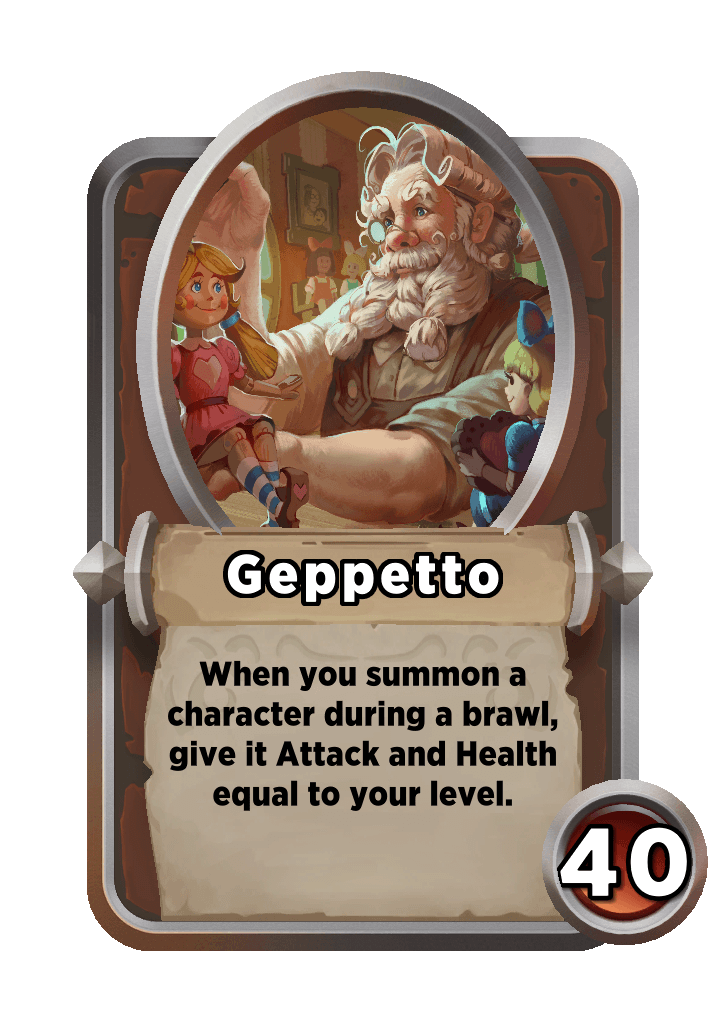 Geppetto
When you summon a
character during a brawl,
give it Attack and Health
equal to your level.
40